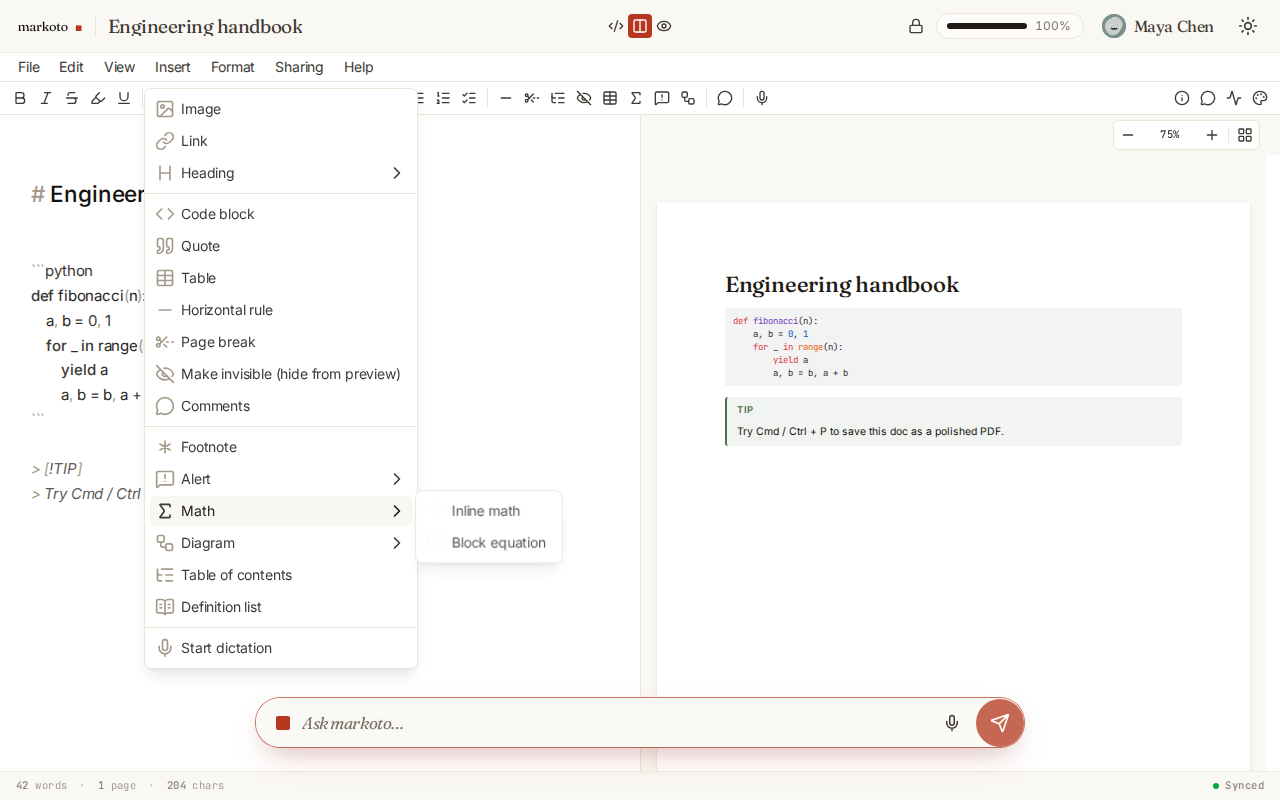 markoto
Engineering handbook
100%
Maya Chen
File Edit View Insert Format Sharing Help
75%
Image
Link
Heading
Code block
Quote
Table
Horizontal rule
Page break
Make invisible (hide from preview)
Comments
Footnote
Alert
Math
Diagram
Table of contents
Definition list
Start dictation
Inline math
Block equation
# Engineer
```python
def fibonacci(n):
a, b = 0, 1
for _ in range(
yield a
a, b = b, a +
```
> [!TIP]
> Try Cmd / Ctrl
Engineering handbook
def fibonacci(n):
a, b = 0, 1
for _ in range(n):
yield a
a, b = b, a + b
TIP
Try Cmd / Ctrl + P to save this doc as a polished PDF.
Ask markoto...
42 words · 1 page · 204 chars
Synced